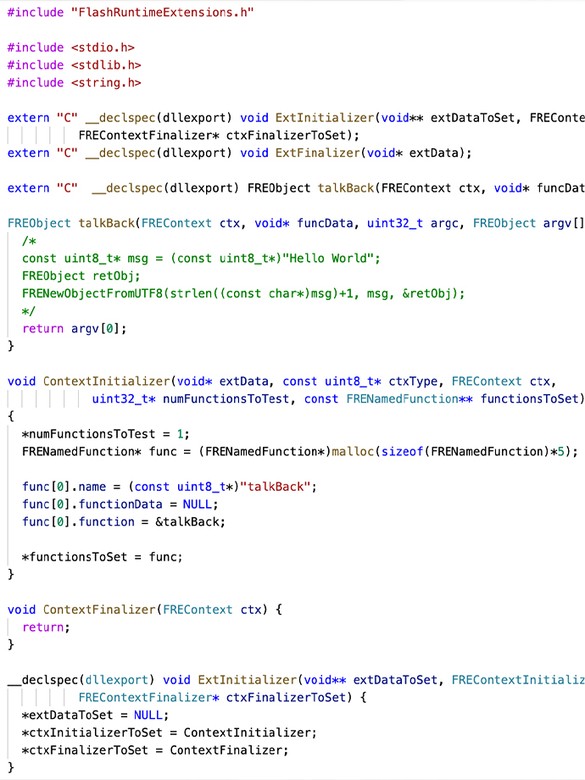 #include "FlashRuntimeExtensions.h"
#include <stdio.h>
#include <stdlib.h>
#include <string.h>
extern "C" __declspec(dllexport) void ExtInitializer(void** extDataToSet, FREConte
FREContextFinalizer* ctxFinalizerToSet);
extern "C" __declspec(dllexport) void ExtFinalizer(void* extData);
extern "C"  __declspec(dllexport) FREObject talkBack(FREContext ctx, void* funcDat
FREObject talkBack(FREContext ctx, void* funcData, uint32_t argc, FREObject argv[]
/*
const uint8_t* msg = (const uint8_t*)"Hello World";
FREObject retObj;
FRENewObjectFromUTF8(strlen((const char*)msg)+1, msg, &retObj);
*/
return argv[0];
}
void ContextInitializer(void* extData, const uint8_t* ctxType, FREContext ctx,
uint32_t* numFunctionsToTest, const FRENamedFunction** functionsToSet)
{
*numFunctionsToTest = 1;
FRENamedFunction* func = (FRENamedFunction*)malloc(sizeof(FRENamedFunction)*5);
func[0].name = (const uint8_t*)"talkBack";
func[0].functionData = NULL;
func[0].function = &talkBack;
*functionsToSet = func;
}
void ContextFinalizer(FREContext ctx) {
return;
}
__declspec(dllexport) void ExtInitializer(void** extDataToSet, FREContextInitializ
FREContextFinalizer* ctxFinalizerToSet) {
*extDataToSet = NULL;
*ctxInitializerToSet = ContextInitializer;
*ctxFinalizerToSet = ContextFinalizer;
}